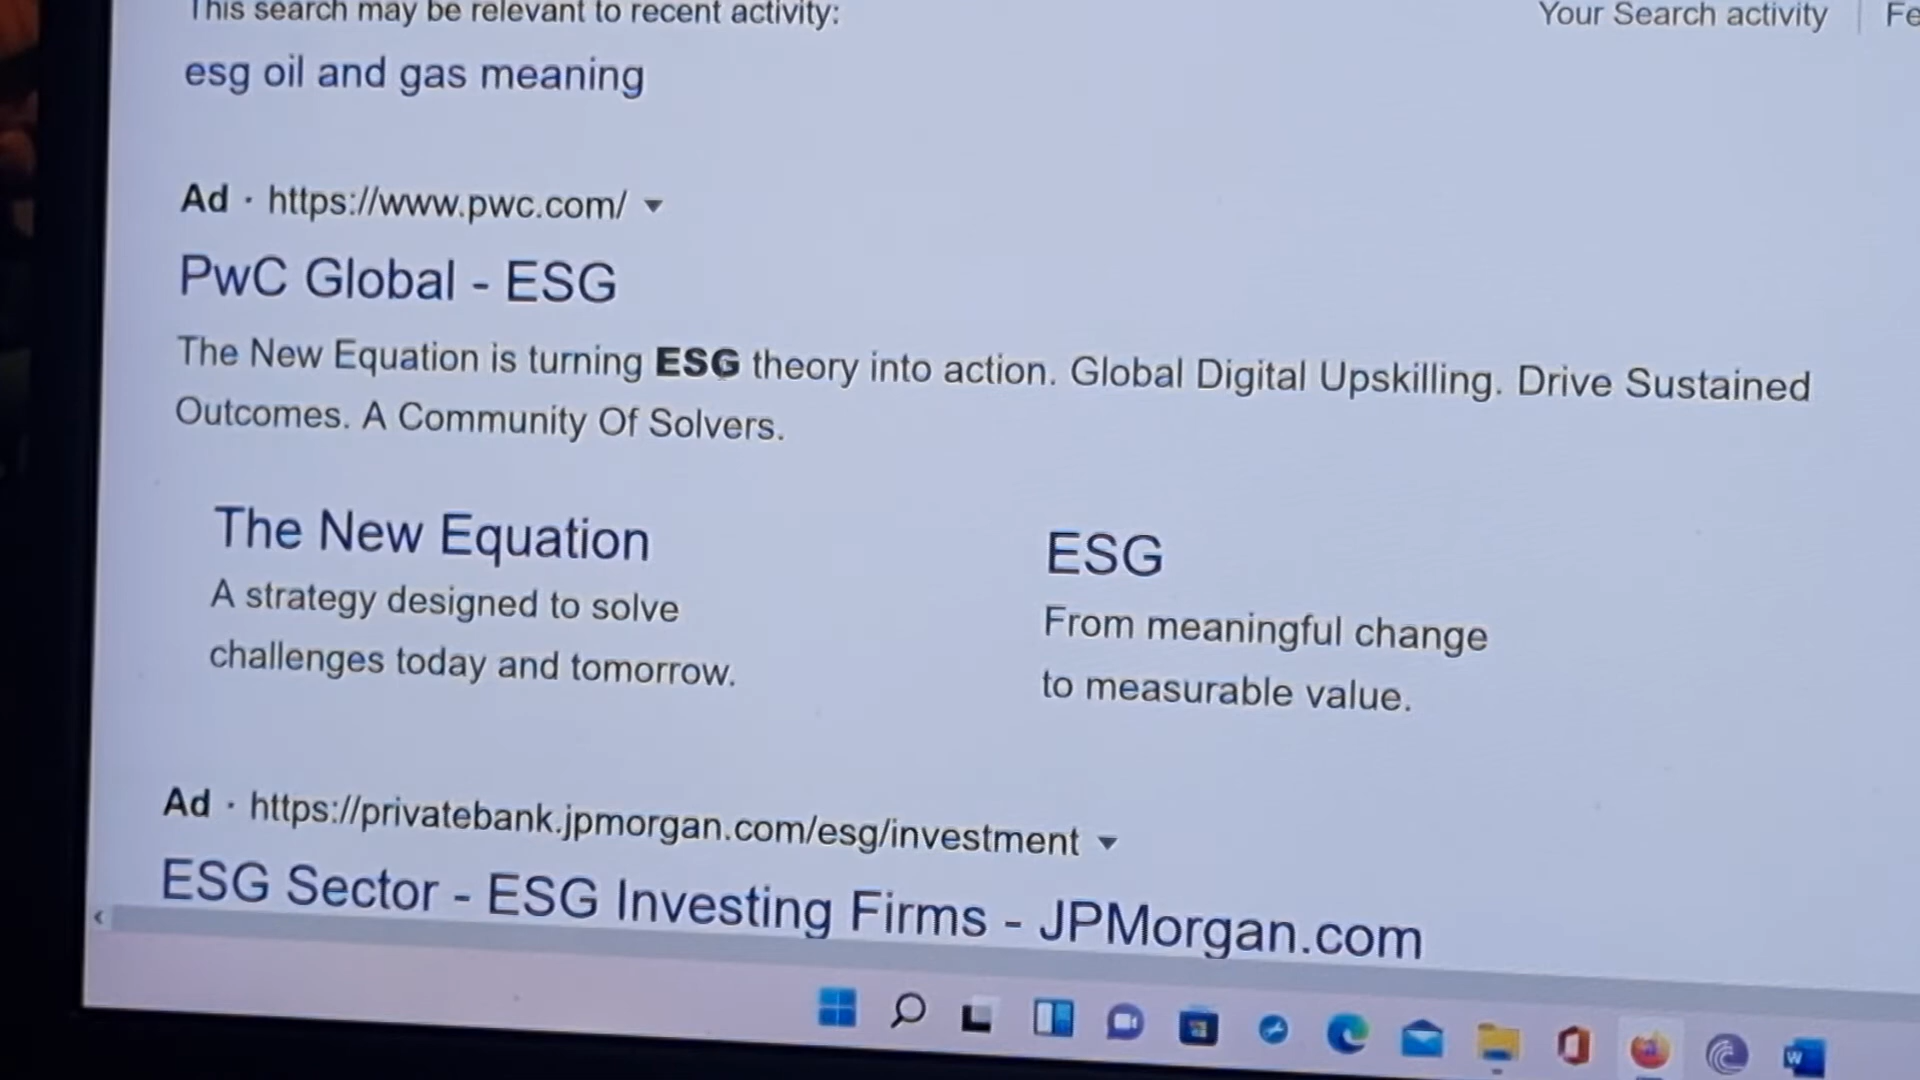 This search may be relevant to recent activity:
Your Search activity
esg oil and gas meaning
Ad · https://www.pwc.com/
PwC Global - ESG
The New Equation is turning ESG theory into action. Global Digital Upskilling. Drive Sustained
Outcomes. A Community Of Solvers.
The New Equation
A strategy designed to solve
challenges today and tomorrow.
ESG
From meaningful change
to measurable value.
Ad · https://privatebank.jpmorgan.com/esg/investment
ESG Sector - ESG Investing Firms - JPMorgan.com